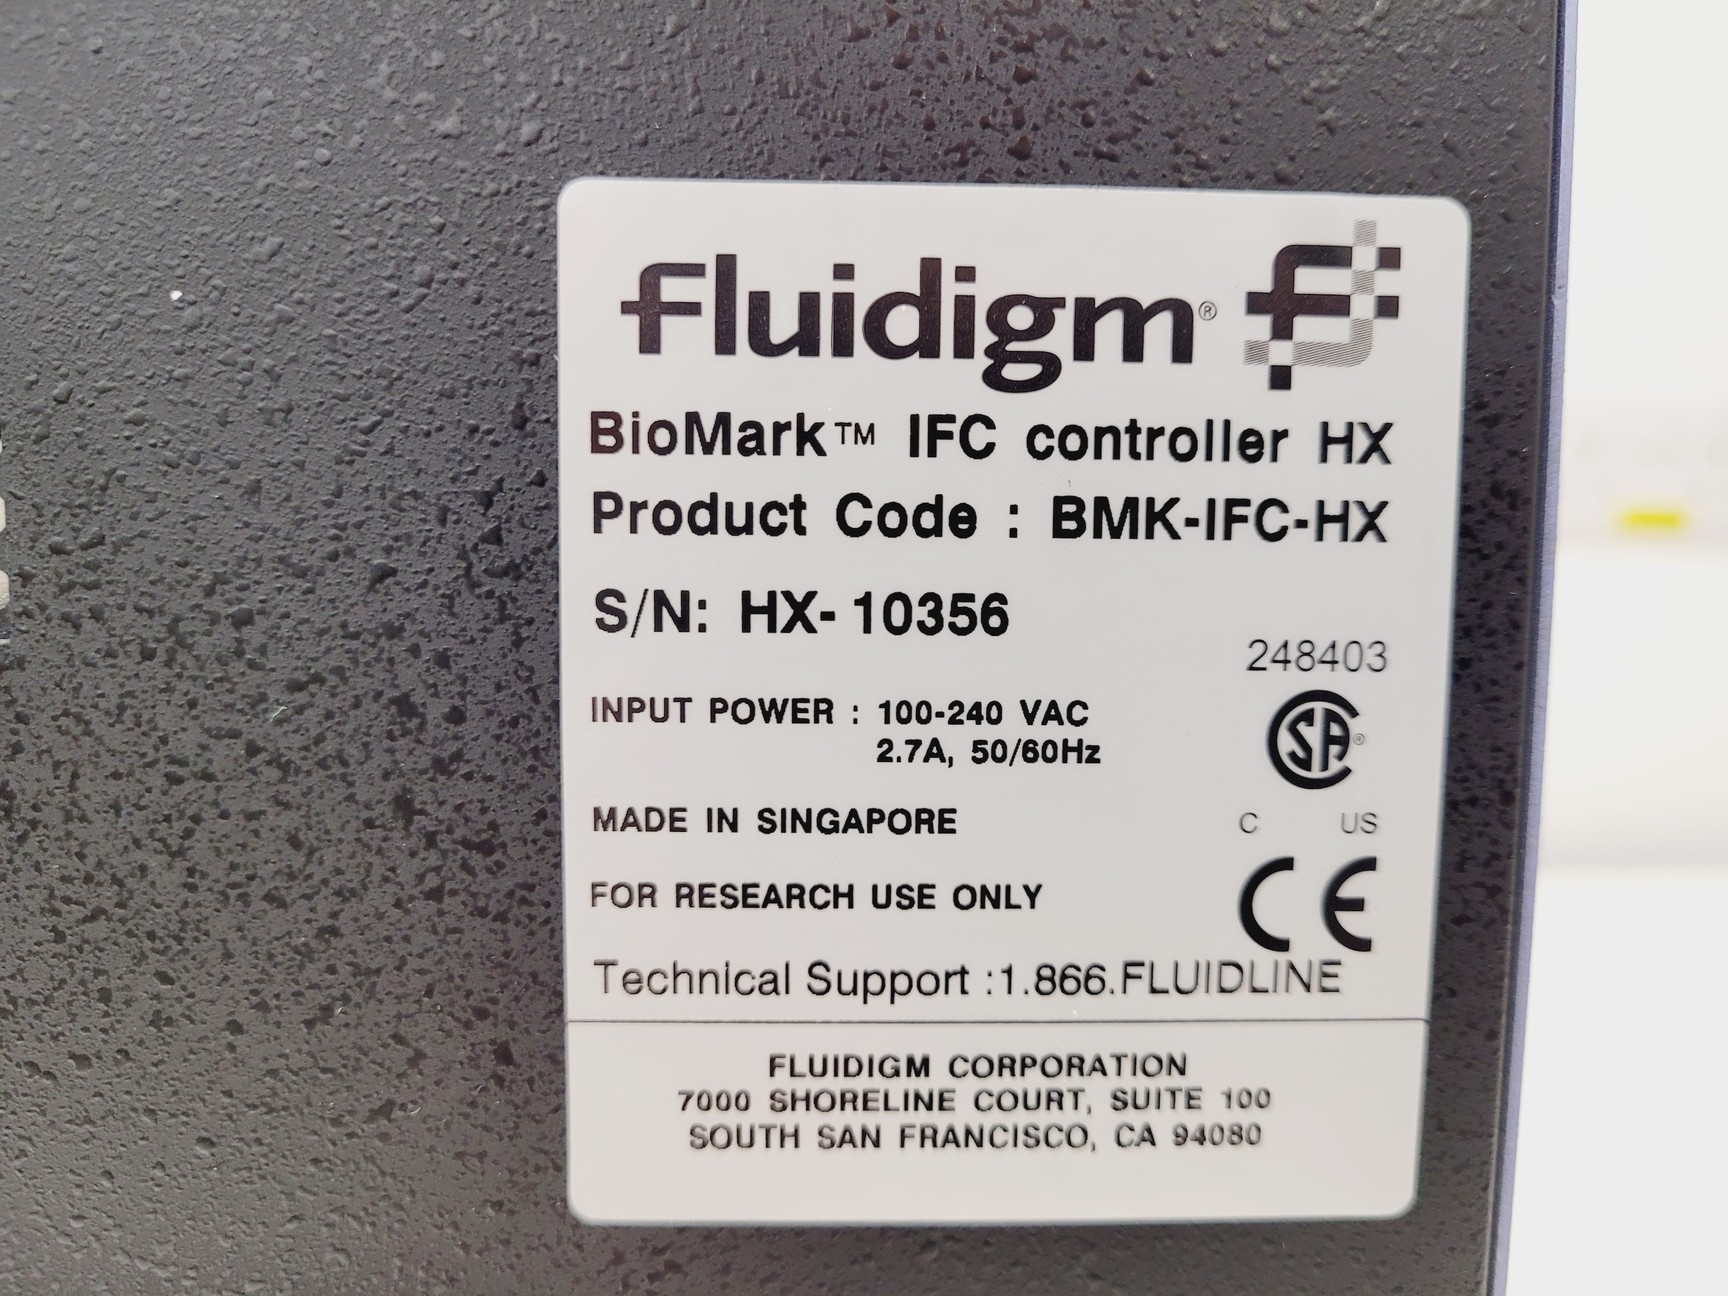 fluidigm®
BioMark™ IFC controller HX
Product Code : BMK-IFC-HX
S/N: HX-10356
248403
INPUT POWER : 100-240 VAC
2.7A, 50/60Hz
SA®
MADE IN SINGAPORE
C US
FOR RESEARCH USE ONLY
CE
Technical Support :1.866.FLUIDLINE
FLUIDIGM CORPORATION
7000 SHORELINE COURT, SUITE 100
SOUTH SAN FRANCISCO, CA 94080